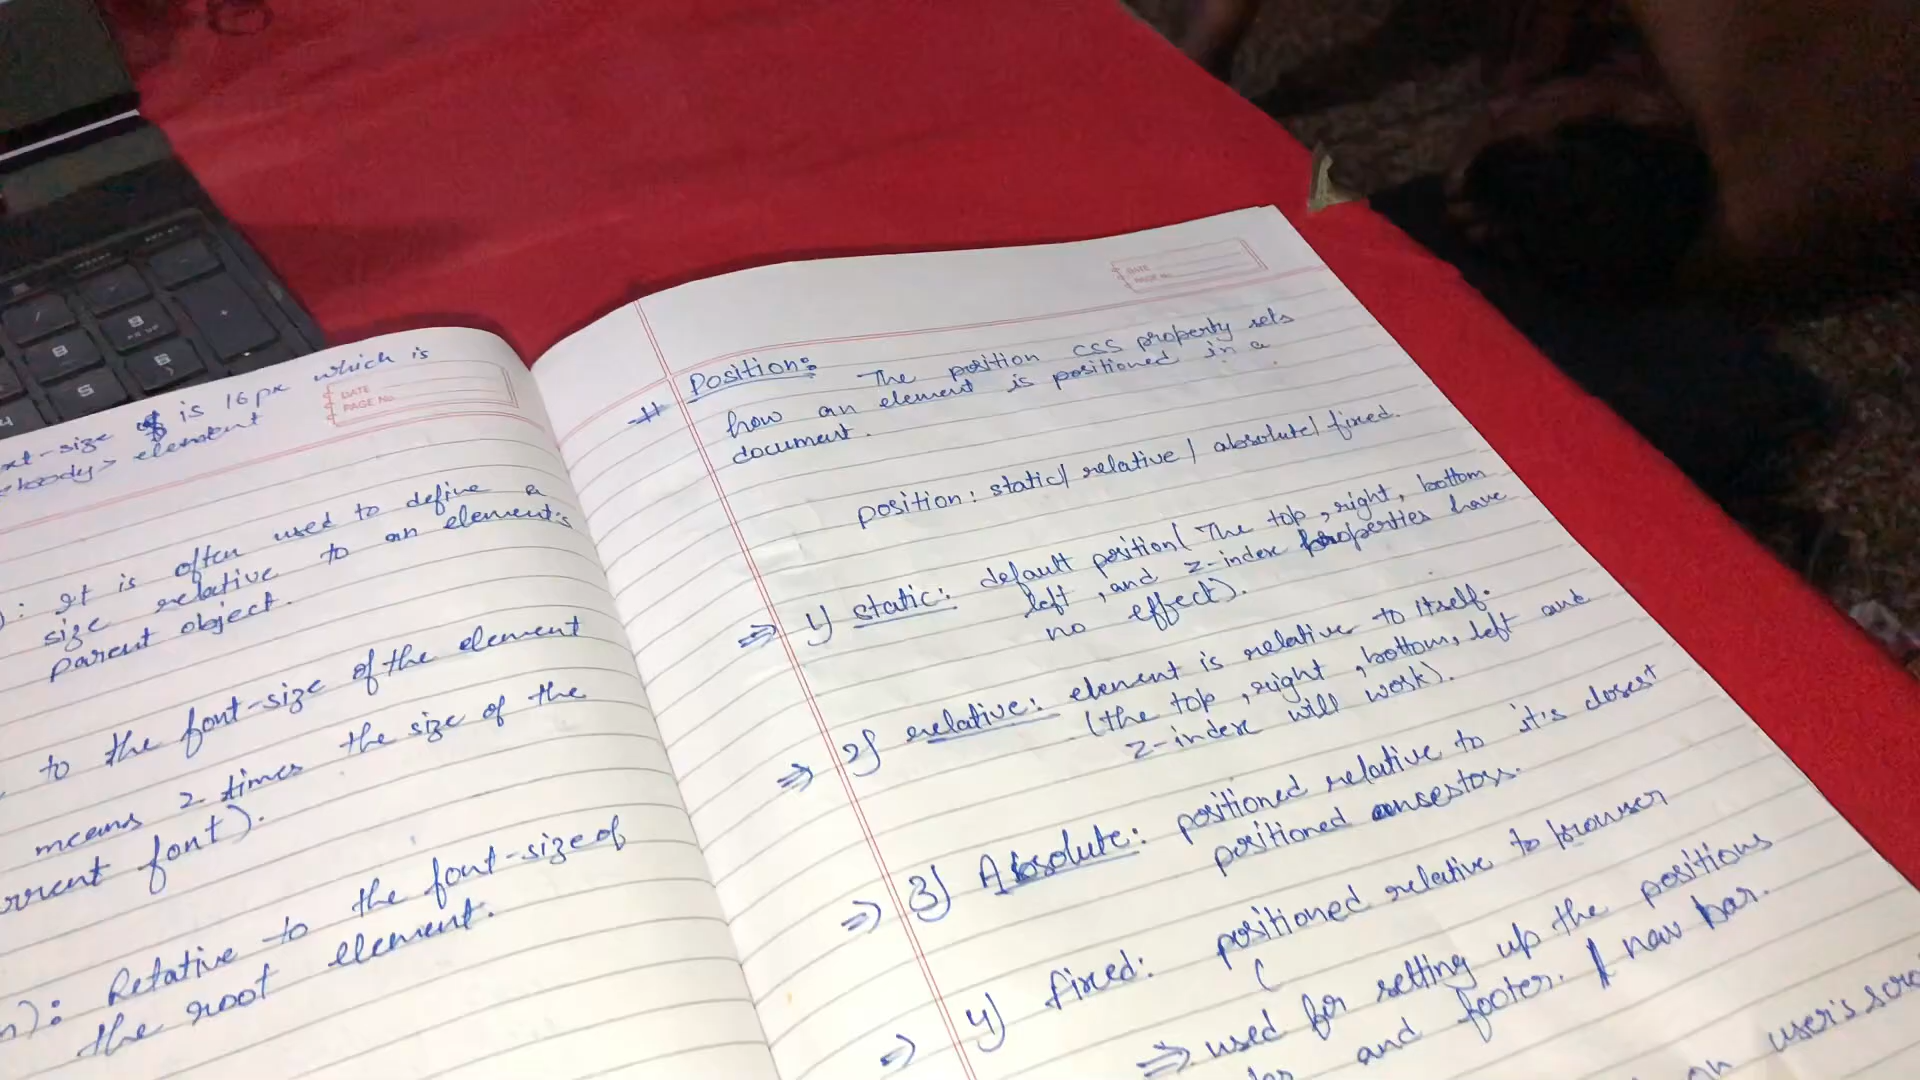 is 16px which is
DATE
PAGE No.
body> element
: It is often used to define a
size relative to an element's
parent object.
to the font-size of the element
means 2 times the size of the
font).
: Relative to the font-size of
the root element.
DATE
PAGE No.
# Position: The position CSS property sets
how an element is positioned in a
document.
position: static/ relative / absolute/ fixed.
⇒ 1) static: default position( The top, right, bottom
left, and z-index properties have
no effect).
⇒ 2) relative: element is relative to itself.
(the top, right, bottom, left and
z-index will work).
⇒ 3) Absolute: positioned relative to it's closest
positioned ansestors.
⇒ 4) fixed: positioned relative to browser
(
⇒ used for setting up the positions
and footer. / nav bar.
user's